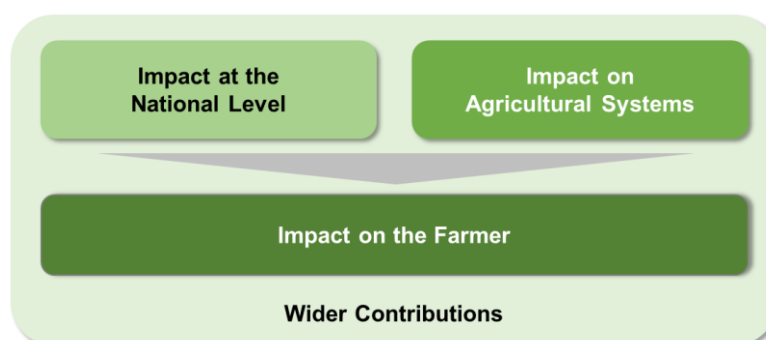 Impact at the
National Level
Impact on
Agricultural Systems
Impact on the Farmer
Wider Contributions